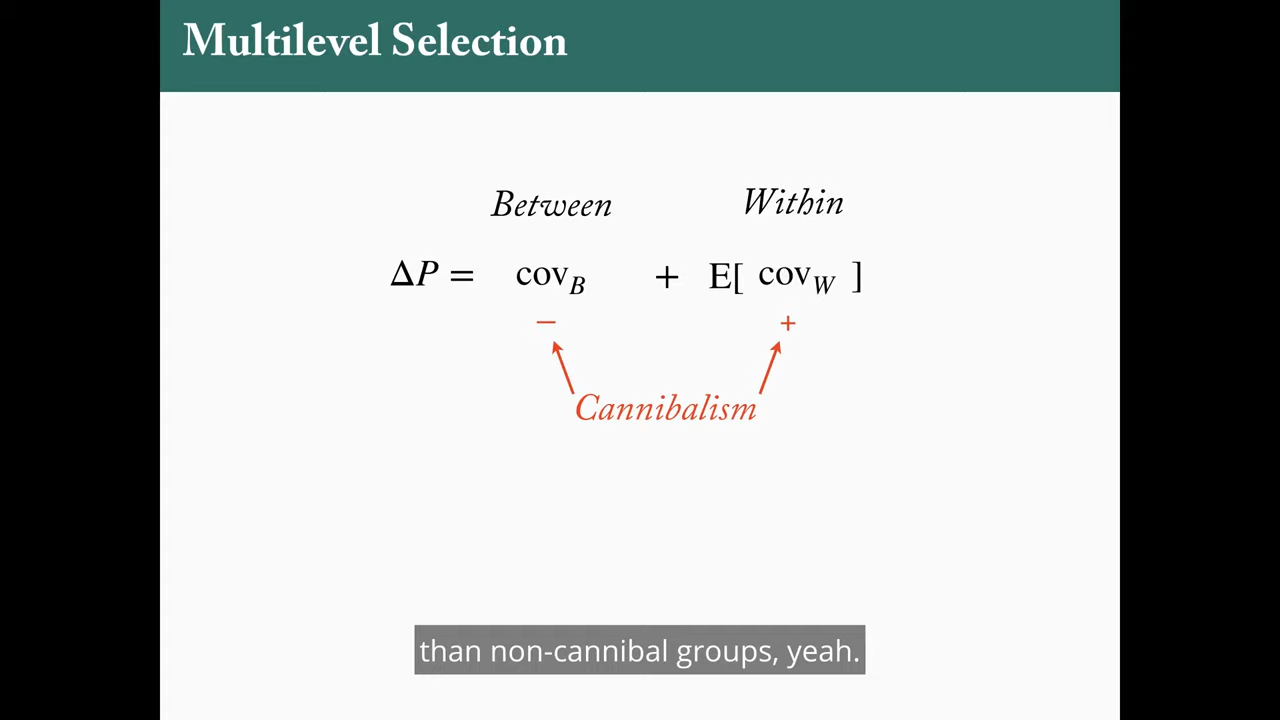 Multilevel Selection
Between Within
ΔP = cov_B + E[ cov_W ]
− +
Cannibalism
than non-cannibal groups, yeah.